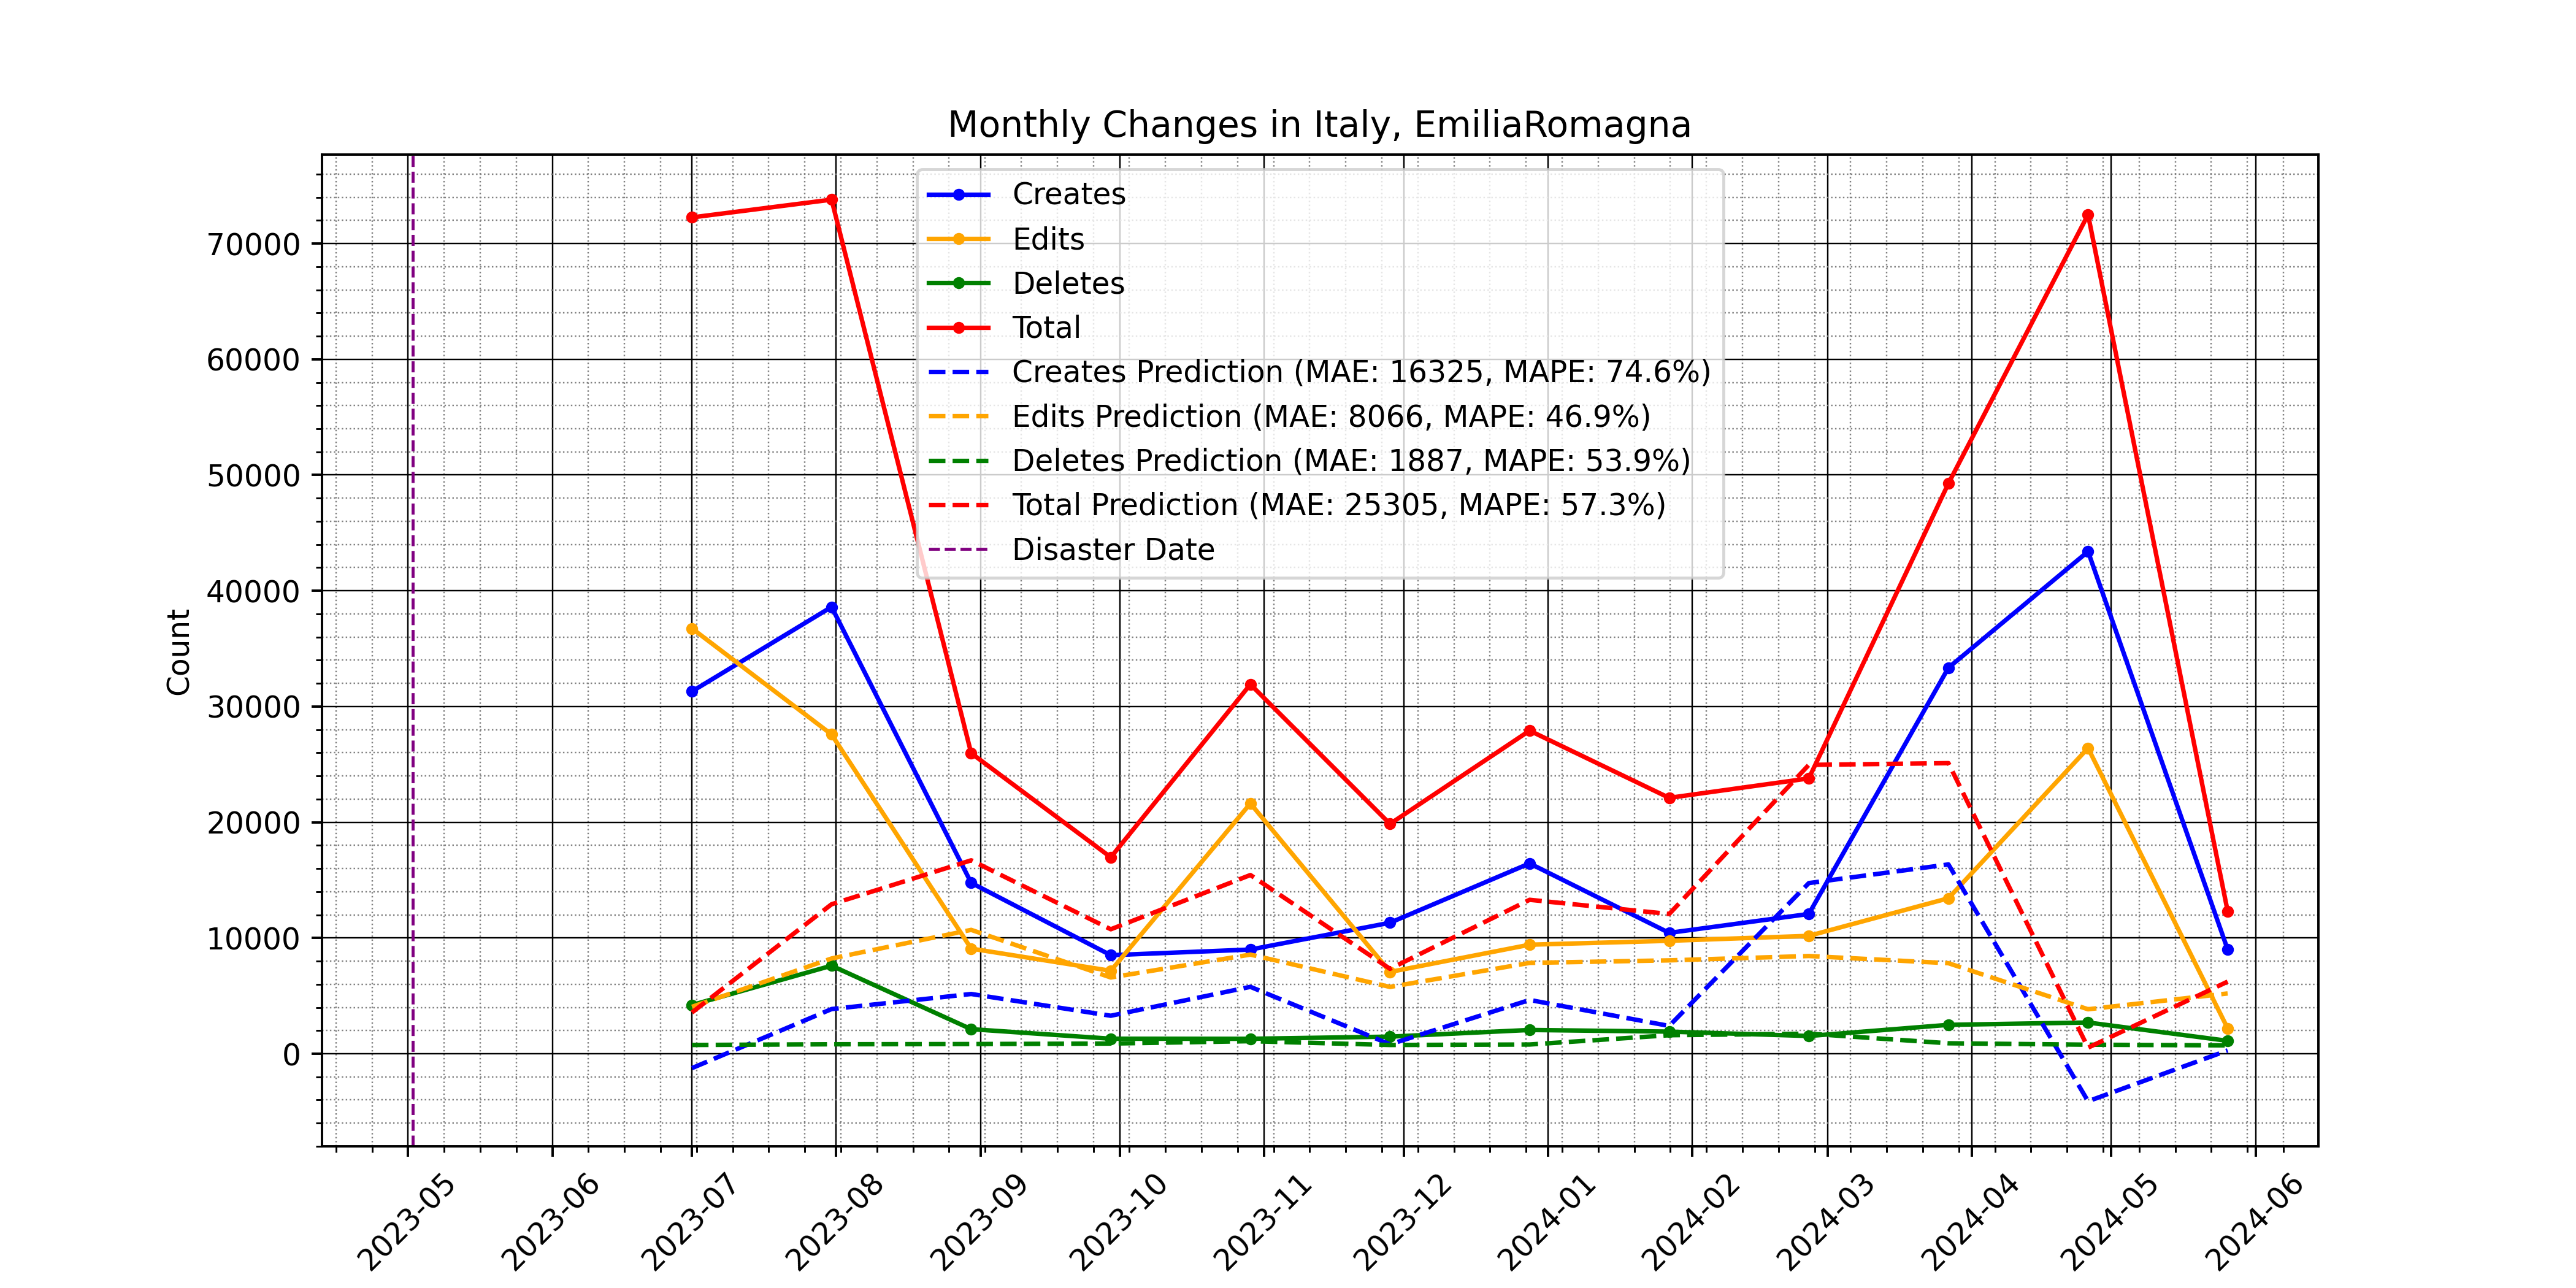 Monthly Changes in Italy, EmiliaRomagna
Creates
Edits
Deletes
Total
Creates Prediction (MAE: 16325, MAPE: 74.6%)
Edits Prediction (MAE: 8066, MAPE: 46.9%)
Deletes Prediction (MAE: 1887, MAPE: 53.9%)
Total Prediction (MAE: 25305, MAPE: 57.3%)
Disaster Date
Count
70000
60000
50000
40000
30000
20000
10000
0
2023-05
2023-06
2023-07
2023-08
2023-09
2023-10
2023-11
2023-12
2024-01
2024-02
2024-03
2024-04
2024-05
2024-06